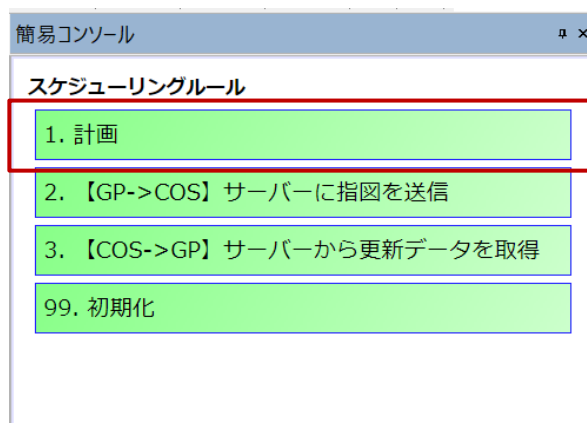 簡易コンソール
スケジューリングルール
1. 計画
2. 【GP->COS】サーバーに指図を送信
3. 【COS->GP】サーバーから更新データを取得
99. 初期化